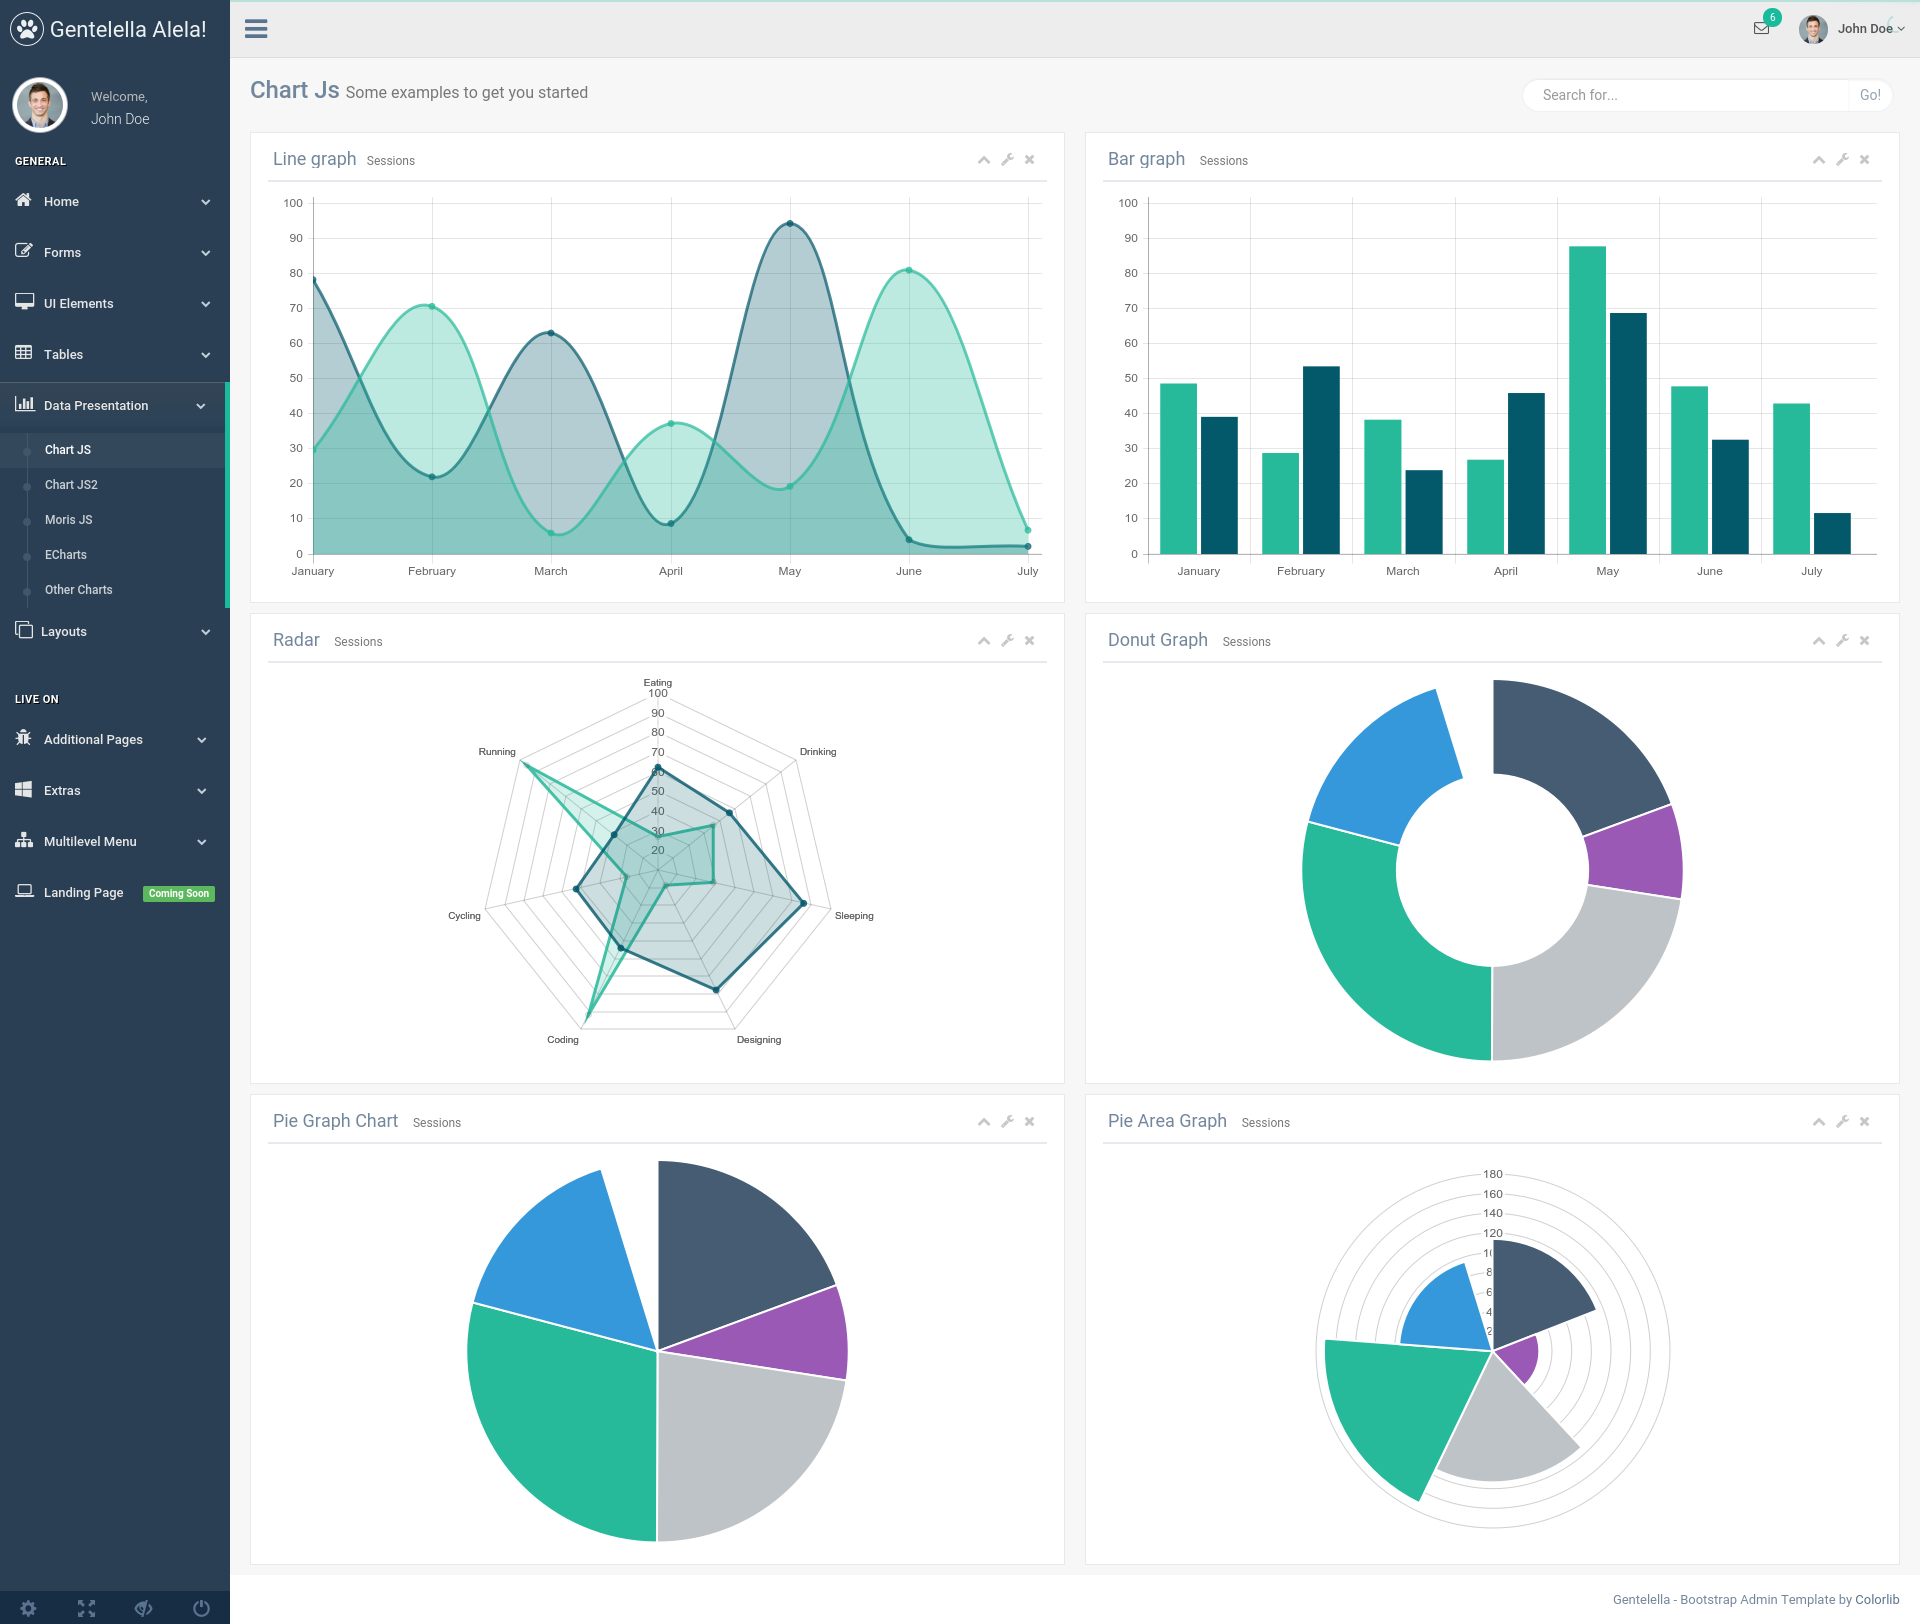 Gentelella Alela!
Welcome,
John Doe
GENERAL
Home
Forms
UI Elements
Tables
Data Presentation
Chart JS
Chart JS2
Moris JS
ECharts
Other Charts
Layouts
LIVE ON
Additional Pages
Extras
Multilevel Menu
Landing Page Coming Soon
6
John Doe
Chart Js Some examples to get you started
Search for... Go!
Line graph Sessions
100
90
80
70
60
50
40
30
20
10
0
January February March April May June July
Bar graph Sessions
100
90
80
70
60
50
40
30
20
10
0
January February March April May June July
Radar Sessions
Eating
100
90
80
70
60
50
40
30
20
Running Drinking
Cycling Sleeping
Coding Designing
Donut Graph Sessions
Pie Graph Chart Sessions
Pie Area Graph Sessions
180
160
140
120
Gentelella - Bootstrap Admin Template by Colorlib